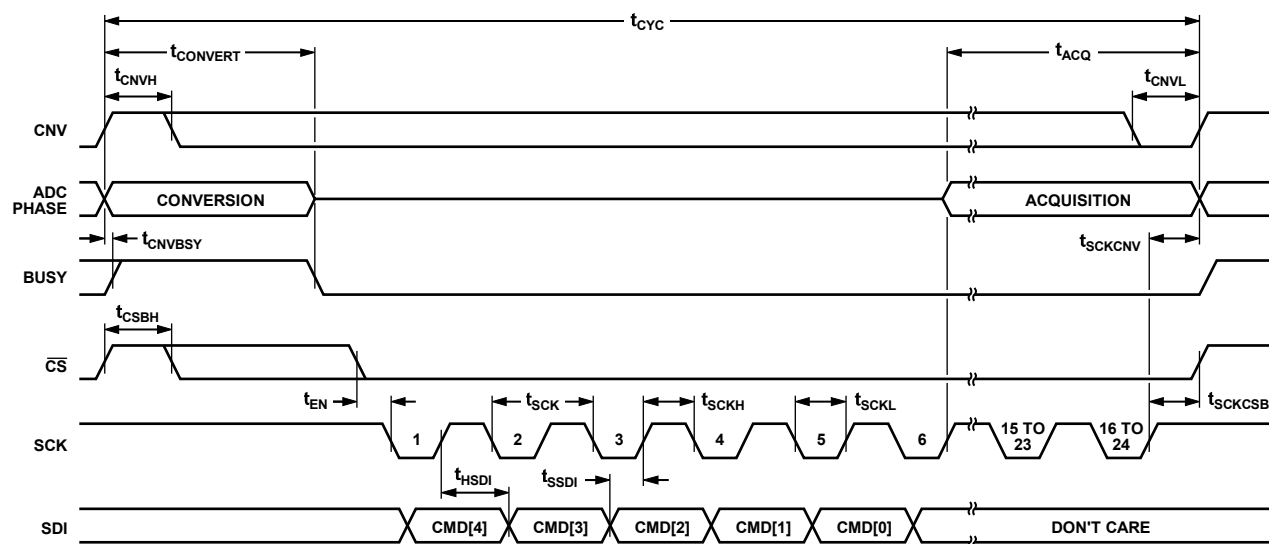 tCYC
tCONVERT
tACQ
tCNVH
tCNVL
CNV
ADC
PHASE
CONVERSION
ACQUISITION
tCNVBSY
tSCKCNV
BUSY
tCSBH
CS
tEN
tSCK
tSCKH
tSCKL
tSCKCSB
SCK
1
2
3
4
5
6
15 TO
23
16 TO
24
tHSDI
tSSDI
SDI
CMD[4]
CMD[3]
CMD[2]
CMD[1]
CMD[0]
DON'T CARE